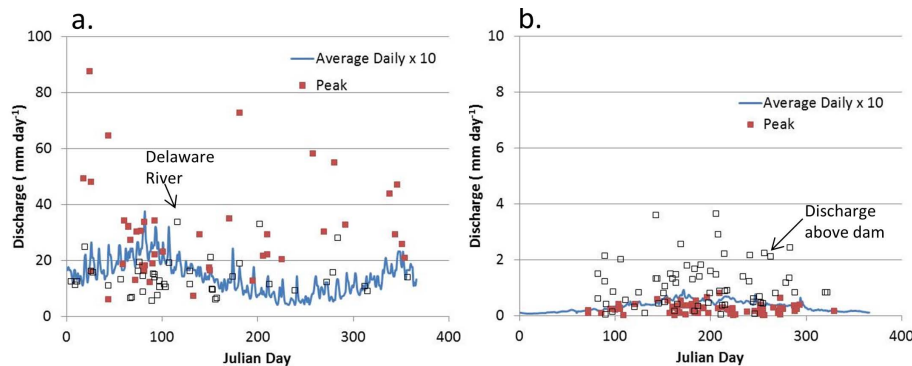 a.
100
80
60
40
20
0
Discharge ( mm day-1)
Average Daily x 10
Peak
Delaware
River
0 100 200 300 400
Julian Day
b.
10
8
6
4
2
0
Discharge ( mm day-1)
Average Daily x 10
Peak
Discharge
above dam
0 100 200 300 400
Julian Day